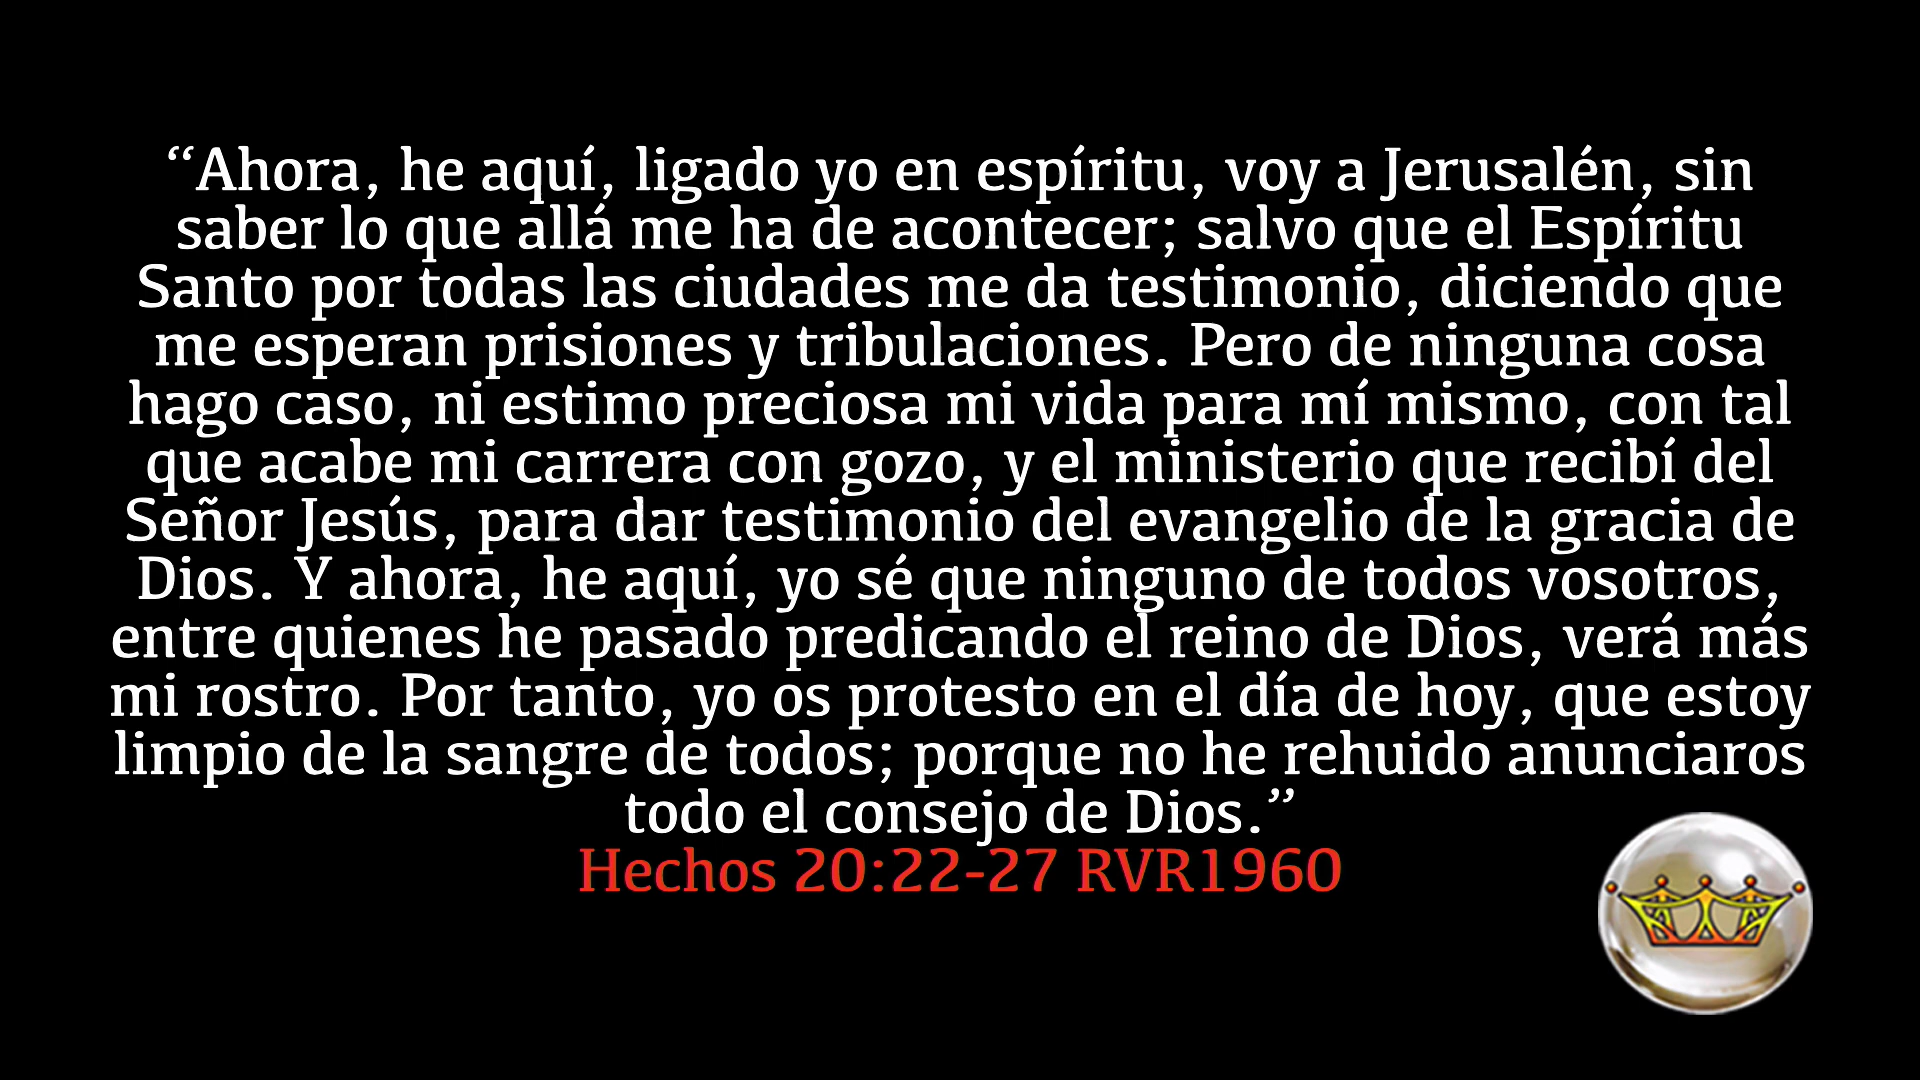 “Ahora, he aquí, ligado yo en espíritu, voy a Jerusalén, sin
saber lo que allá me ha de acontecer; salvo que el Espíritu
Santo por todas las ciudades me da testimonio, diciendo que
me esperan prisiones y tribulaciones. Pero de ninguna cosa
hago caso, ni estimo preciosa mi vida para mí mismo, con tal
que acabe mi carrera con gozo, y el ministerio que recibí del
Señor Jesús, para dar testimonio del evangelio de la gracia de
Dios. Y ahora, he aquí, yo sé que ninguno de todos vosotros,
entre quienes he pasado predicando el reino de Dios, verá más
mi rostro. Por tanto, yo os protesto en el día de hoy, que estoy
limpio de la sangre de todos; porque no he rehuido anunciaros
todo el consejo de Dios.”
Hechos 20:22-27 RVR1960